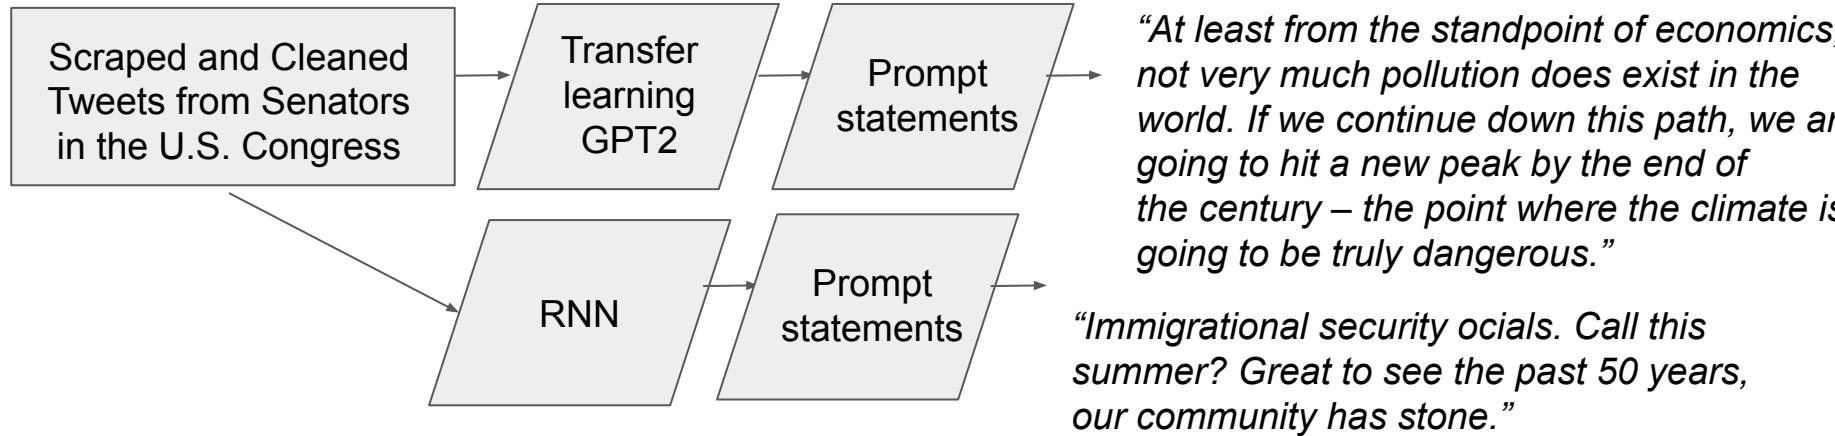 Scraped and Cleaned
Tweets from Senators
in the U.S. Congress
Transfer
learning
GPT2
Prompt
statements
“At least from the standpoint of economics,
not very much pollution does exist in the
world. If we continue down this path, we ar
going to hit a new peak by the end of
the century – the point where the climate is
going to be truly dangerous.”
RNN
Prompt
statements
“Immigrational security ocials. Call this
summer? Great to see the past 50 years,
our community has stone.”